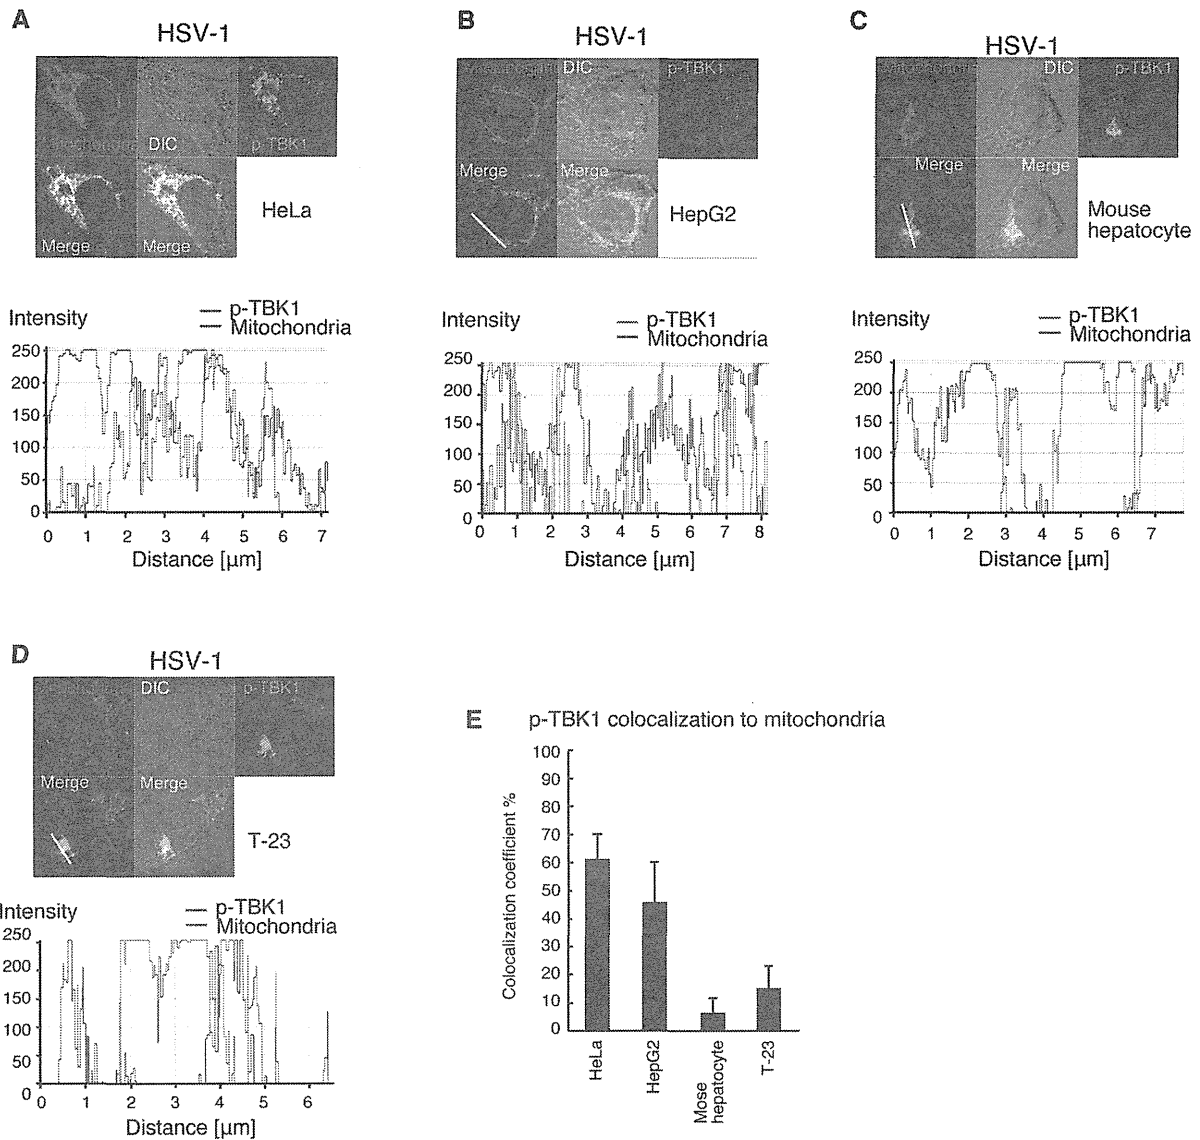 A
HSV-1
Mitochondria
DIC
p-TBK1
Merge
Merge
HeLa
Intensity
p-TBK1
Mitochondria
250
200
150
100
50
0
0 1 2 3 4 5 6 7
Distance [µm]
B
HSV-1
DIC
p-TBK1
Merge
Merge
HepG2
Intensity
p-TBK1
Mitochondria
250
200
150
100
50
0
0 1 2 3 4 5 6 7 8
Distance [µm]
C
HSV-1
DIC
p-TBK1
Merge
Merge
Mouse
hepatocyte
Intensity
p-TBK1
Mitochondria
250
200
150
100
50
0
0 1 2 3 4 5 6 7
Distance [µm]
D
HSV-1
DIC
p-TBK1
Merge
Merge
T-23
Intensity
p-TBK1
Mitochondria
250
200
150
100
50
0
0 1 2 3 4 5 6
Distance [µm]
E
p-TBK1 colocalization to mitochondria
Colocalization coefficient %
100
90
80
70
60
50
40
30
20
10
0
HeLa
HepG2
Mose
hepatocyte
T-23